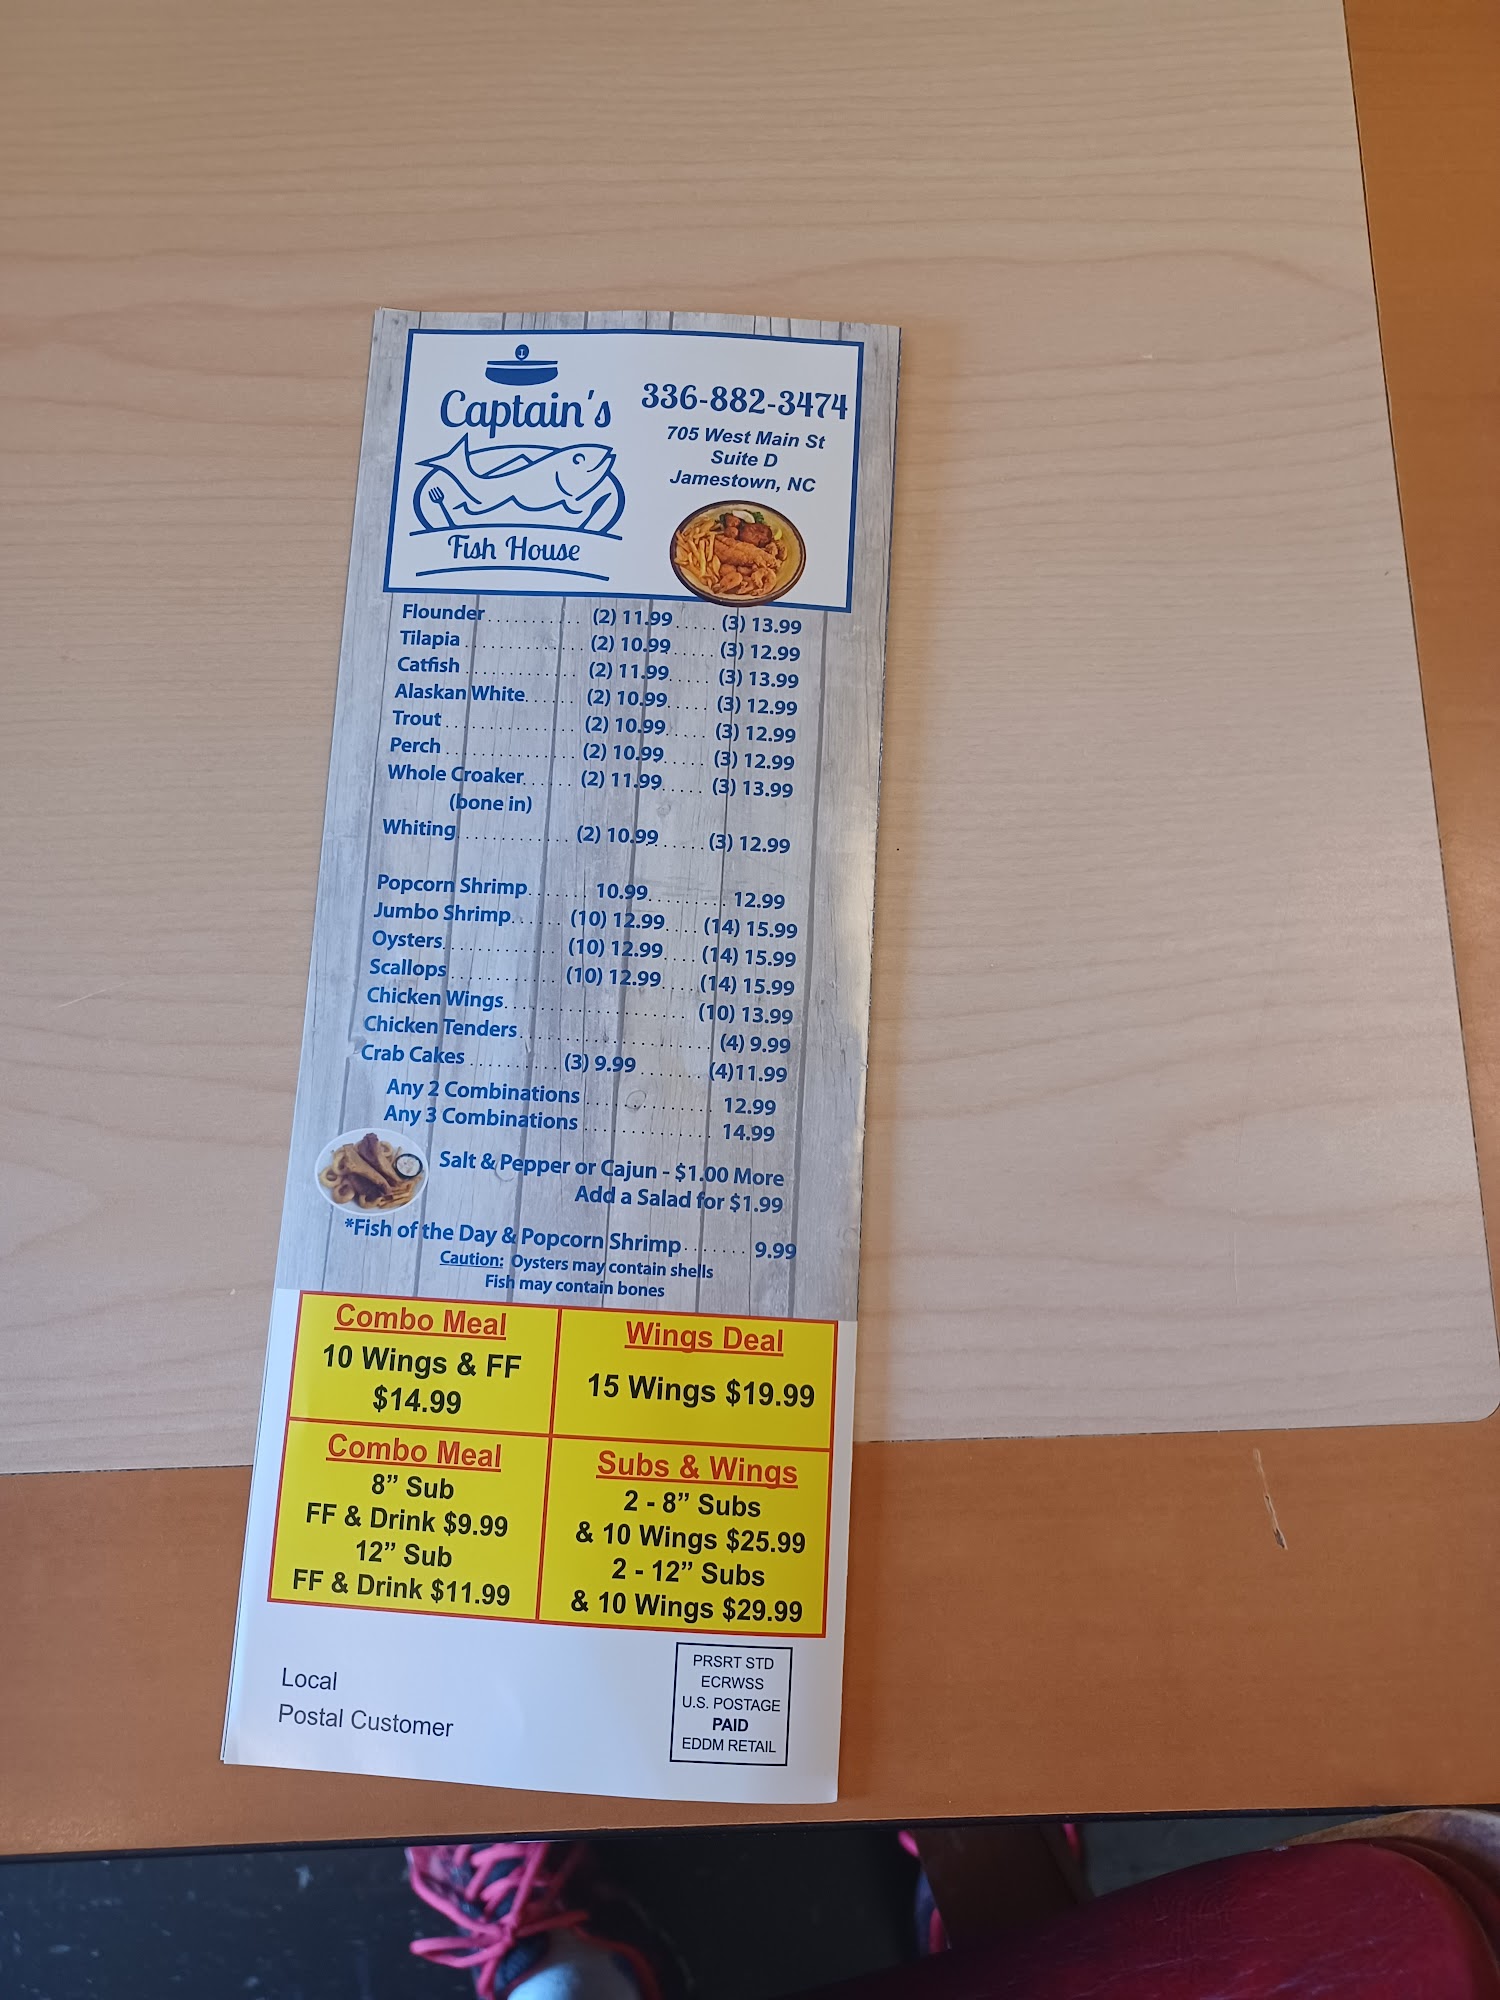 Captain's
Fish House
336-882-3474
705 West Main St
Suite D
Jamestown, NC
Flounder ........... (2) 11.99 ..... (3) 13.99
Tilapia ............. (2) 10.99 ..... (3) 12.99
Catfish ............ (2) 11.99 ..... (3) 13.99
Alaskan White ...... (2) 10.99 ..... (3) 12.99
Trout .............. (2) 10.99 ..... (3) 12.99
Perch .............. (2) 10.99 ..... (3) 12.99
Whole Croaker ...... (2) 11.99 ..... (3) 13.99
(bone in)
Whiting ............ (2) 10.99 ...... (3) 12.99
Popcorn Shrimp ....... 10.99 ......... 12.99
Jumbo Shrimp ...... (10) 12.99 .... (14) 15.99
Oysters ............ (10) 12.99 .... (14) 15.99
Scallops ........... (10) 12.99 .... (14) 15.99
Chicken Wings ...................... (10) 13.99
Chicken Tenders ....................... (4) 9.99
Crab Cakes .......... (3) 9.99 ....... (4)11.99
Any 2 Combinations ............. 12.99
Any 3 Combinations ............. 14.99
Salt & Pepper or Cajun - $1.00 More
Add a Salad for $1.99
*Fish of the Day & Popcorn Shrimp ....... 9.99
Caution: Oysters may contain shells
Fish may contain bones
Combo Meal
10 Wings & FF
$14.99
Wings Deal
15 Wings $19.99
Combo Meal
8” Sub
FF & Drink $9.99
12” Sub
FF & Drink $11.99
Subs & Wings
2 - 8” Subs
& 10 Wings $25.99
2 - 12” Subs
& 10 Wings $29.99
Local
Postal Customer
PRSRT STD
ECRWSS
U.S. POSTAGE
PAID
EDDM RETAIL